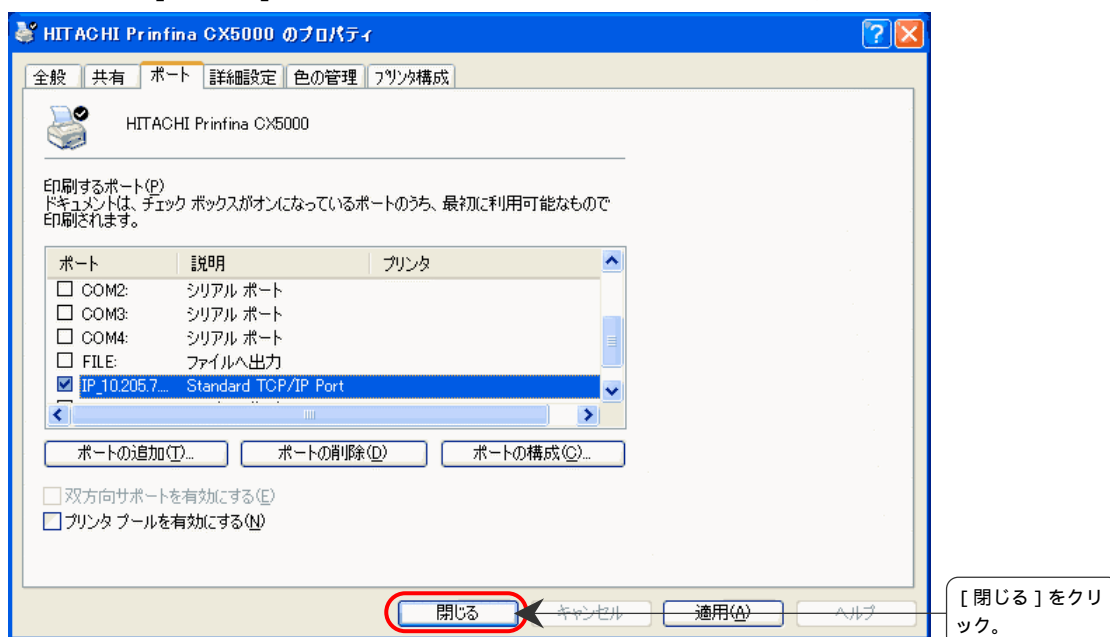 HITACHI Prinfina CX5000 のプロパティ
全般 共有 ポート 詳細設定 色の管理 プリンタ構成
HITACHI Prinfina CX5000
印刷するポート(P)
ドキュメントは、チェック ボックスがオンになっているポートのうち、最初に利用可能なもので
印刷されます。
ポート 説明 プリンタ
COM2: シリアル ポート
COM3: シリアル ポート
COM4: シリアル ポート
FILE: ファイルへ出力
IP_10.205.7... Standard TCP/IP Port
ポートの追加(T)... ポートの削除(D) ポートの構成(C)...
双方向サポートを有効にする(E)
プリンタ プールを有効にする(N)
閉じる キャンセル 適用(A) ヘルプ
[ 閉じる ] をクリ
ック。